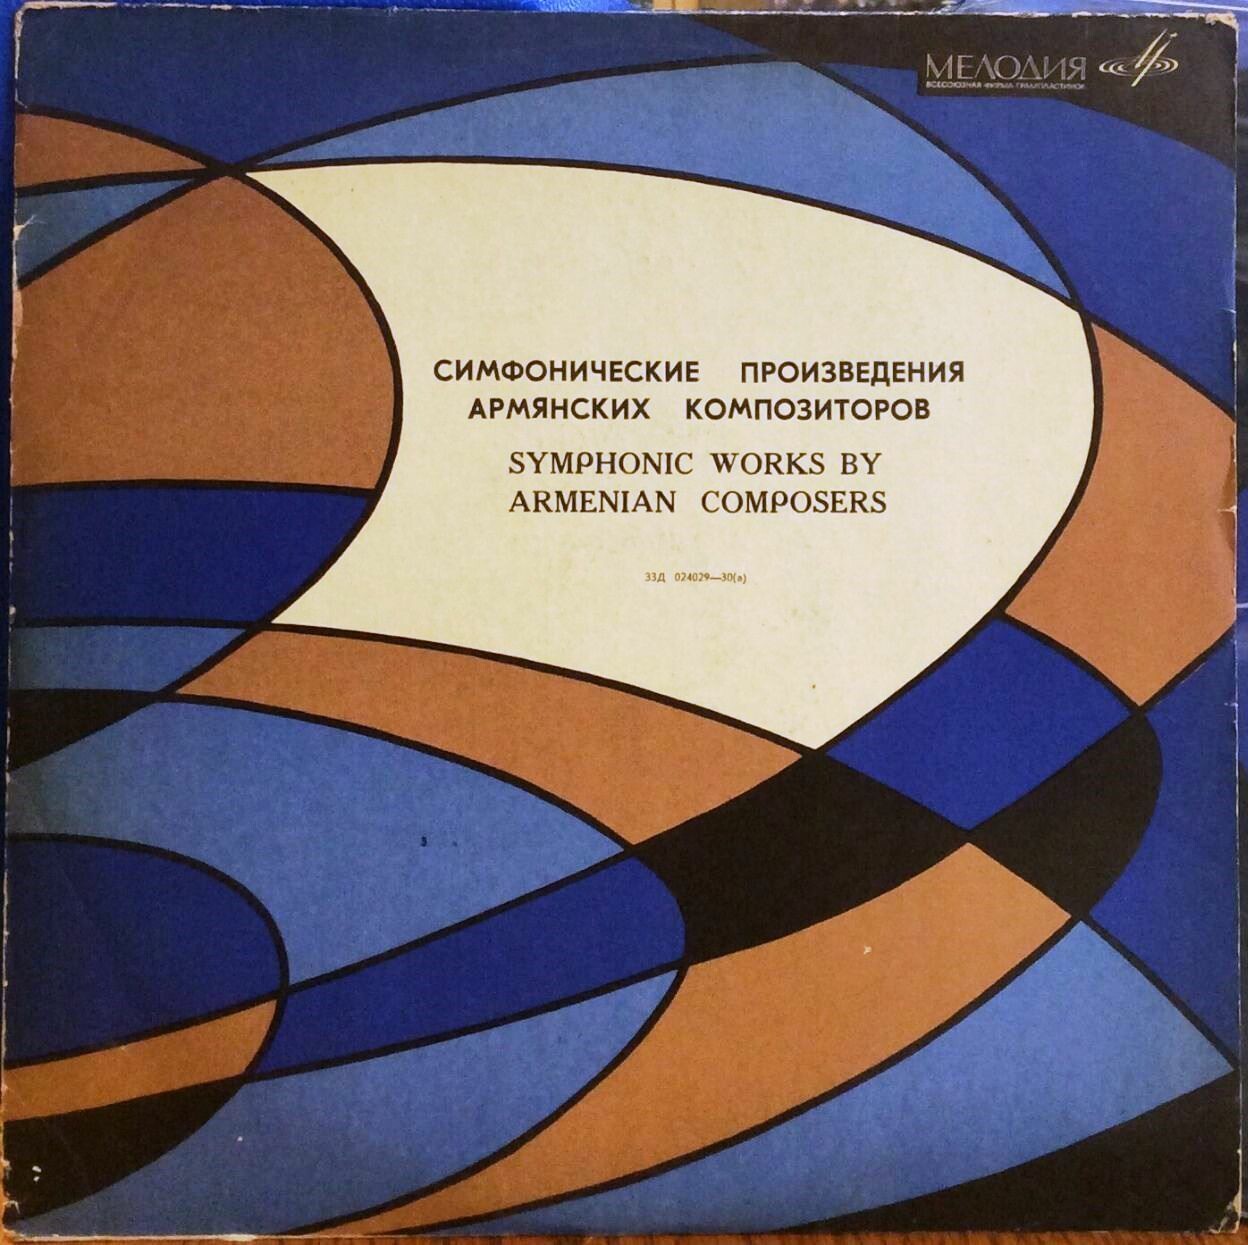 МЕЛОДИЯ
ВСЕСОЮЗНАЯ ФИРМА ГРАМПЛАСТИНОК
СИМФОНИЧЕСКИЕ ПРОИЗВЕДЕНИЯ
АРМЯНСКИХ КОМПОЗИТОРОВ
SYMPHONIC WORKS BY
ARMENIAN COMPOSERS
33Д 024029—30(а)